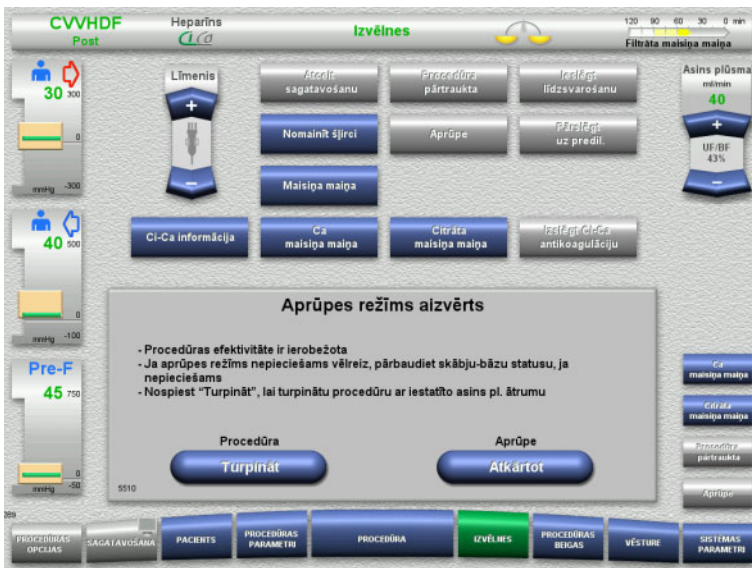 CVVHDF
Post
Heparīns
CiCa
Izvēlnes
120 90 60 30 0 min
Filtrāta maisiņa maiņa
30 300
0
mmHg -300
40 500
0
mmHg -100
Pre-F
45 750
0
mmHg -50
Līmenis
+
−
Atcelt
sagatavošanu
Procedūra
pārtraukta
Ieslēgt
līdzsvarošanu
Nomainīt šļirci
Aprūpe
Pārslēgt
uz predil.
Maisiņa maiņa
Ci-Ca informācija
Ca
maisiņa maiņa
Citrāta
maisiņa maiņa
Izslēgt Ci-Ca
antikoagulāciju
Asins plūsma
ml/min
40
+
UF/BF
43%
−
Aprūpes režīms aizvērts
- Procedūras efektivitāte ir ierobežota
- Ja aprūpes režīms nepieciešams vēlreiz, pārbaudiet skābju-bāzu statusu, ja
nepieciešams
- Nospiest “Turpināt”, lai turpinātu procedūru ar iestatīto asins pl. ātrumu
Procedūra
Turpināt
Aprūpe
Atkārtot
5510
Ca
maisiņa maiņa
Citrāta
maisiņa maiņa
Procedūra
pārtraukta
Aprūpe
PROCEDŪRAS
OPCIJAS
SAGATAVOŠANA
PACIENTS
PROCEDŪRAS
PARAMETRI
PROCEDŪRA
IZVĒLNES
PROCEDŪRAS
BEIGAS
VĒSTURE
SISTĒMAS
PARAMETRI